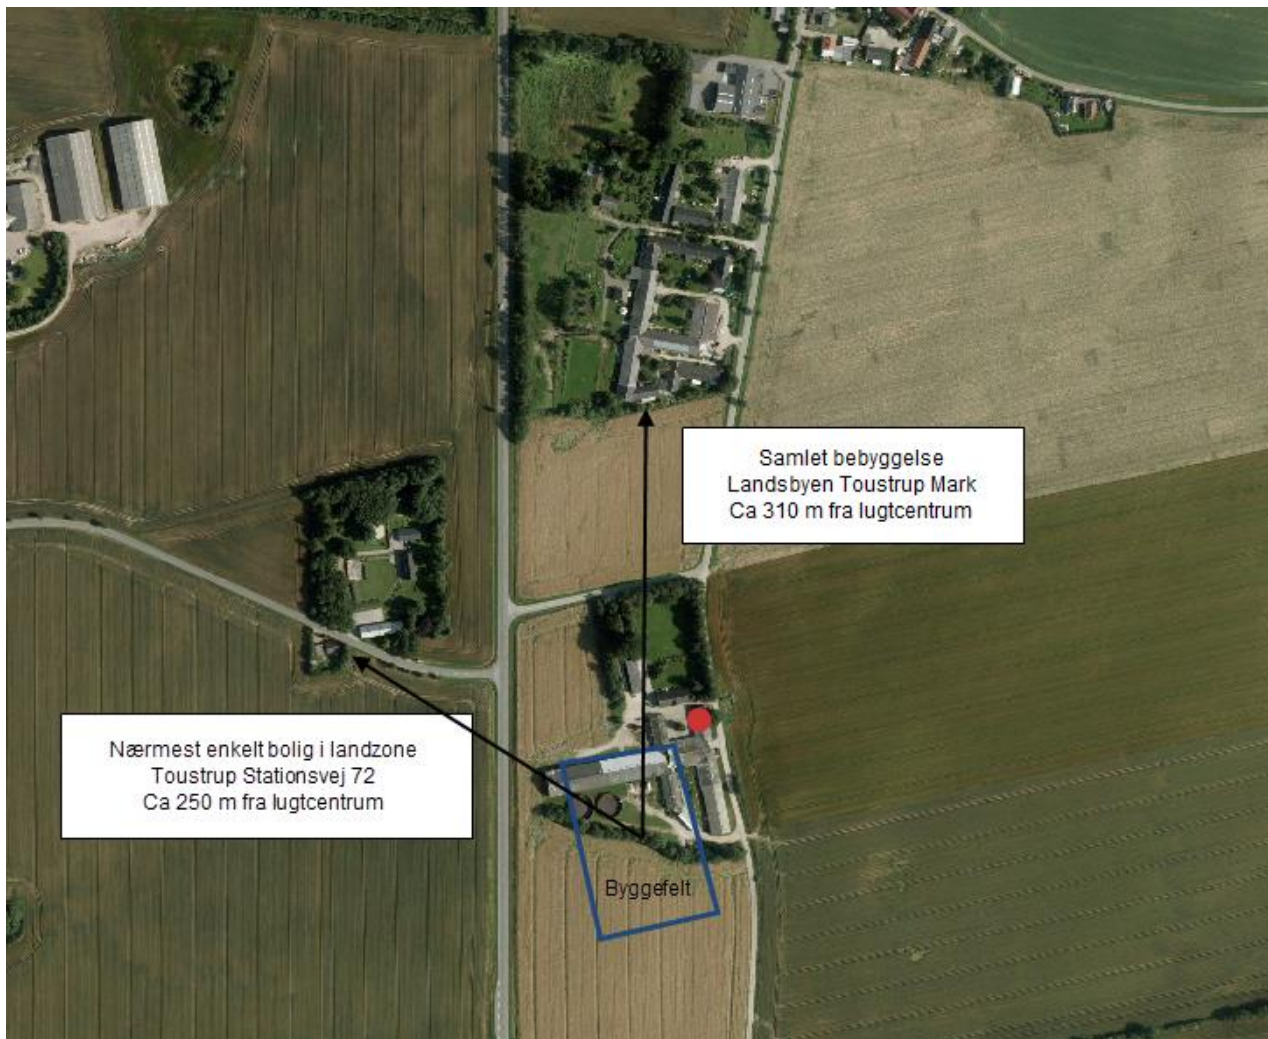 Samlet bebyggelse
Landsbyen Toustrup Mark
Ca 310 m fra lugtcentrum
Nærmest enkelt bolig i landzone
Toustrup Stationsvej 72
Ca 250 m fra lugtcentrum
Byggefelt